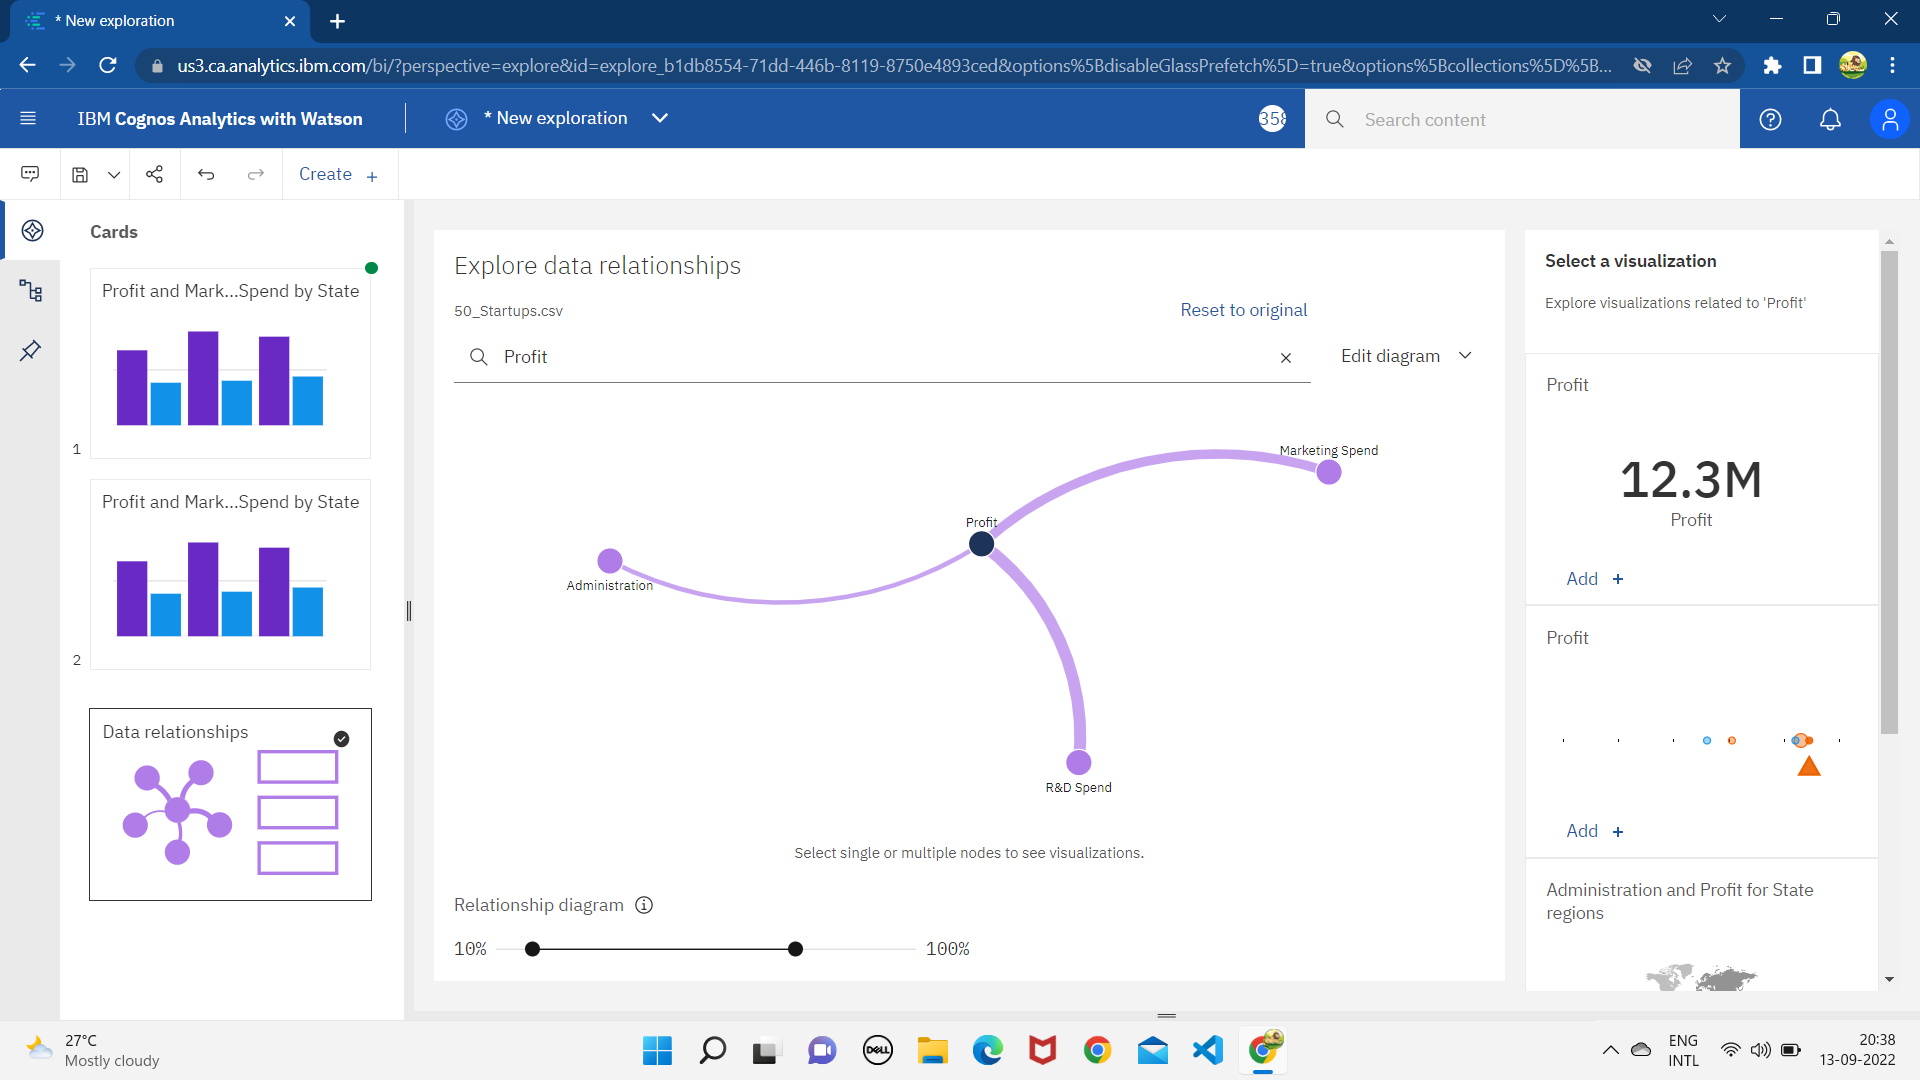 * New exploration
us3.ca.analytics.ibm.com/bi/?perspective=explore&id=explore_b1db8554-71dd-446b-8119-8750e4893ced&options%5BdisableGlassPrefetch%5D=true&options%5Bcollections%5D%5B...
IBM Cognos Analytics with Watson
* New exploration
358
Search content
Create +
Cards
Profit and Mark...Spend by State
1
Profit and Mark...Spend by State
2
Data relationships
Explore data relationships
50_Startups.csv
Reset to original
Profit
Edit diagram
Marketing Spend
Profit
Administration
R&D Spend
Select single or multiple nodes to see visualizations.
Relationship diagram
10%
100%
Select a visualization
Explore visualizations related to 'Profit'
Profit
12.3M
Profit
Add +
Profit
Add +
Administration and Profit for State
regions
27°C
Mostly cloudy
DELL
ENG
INTL
20:38
13-09-2022